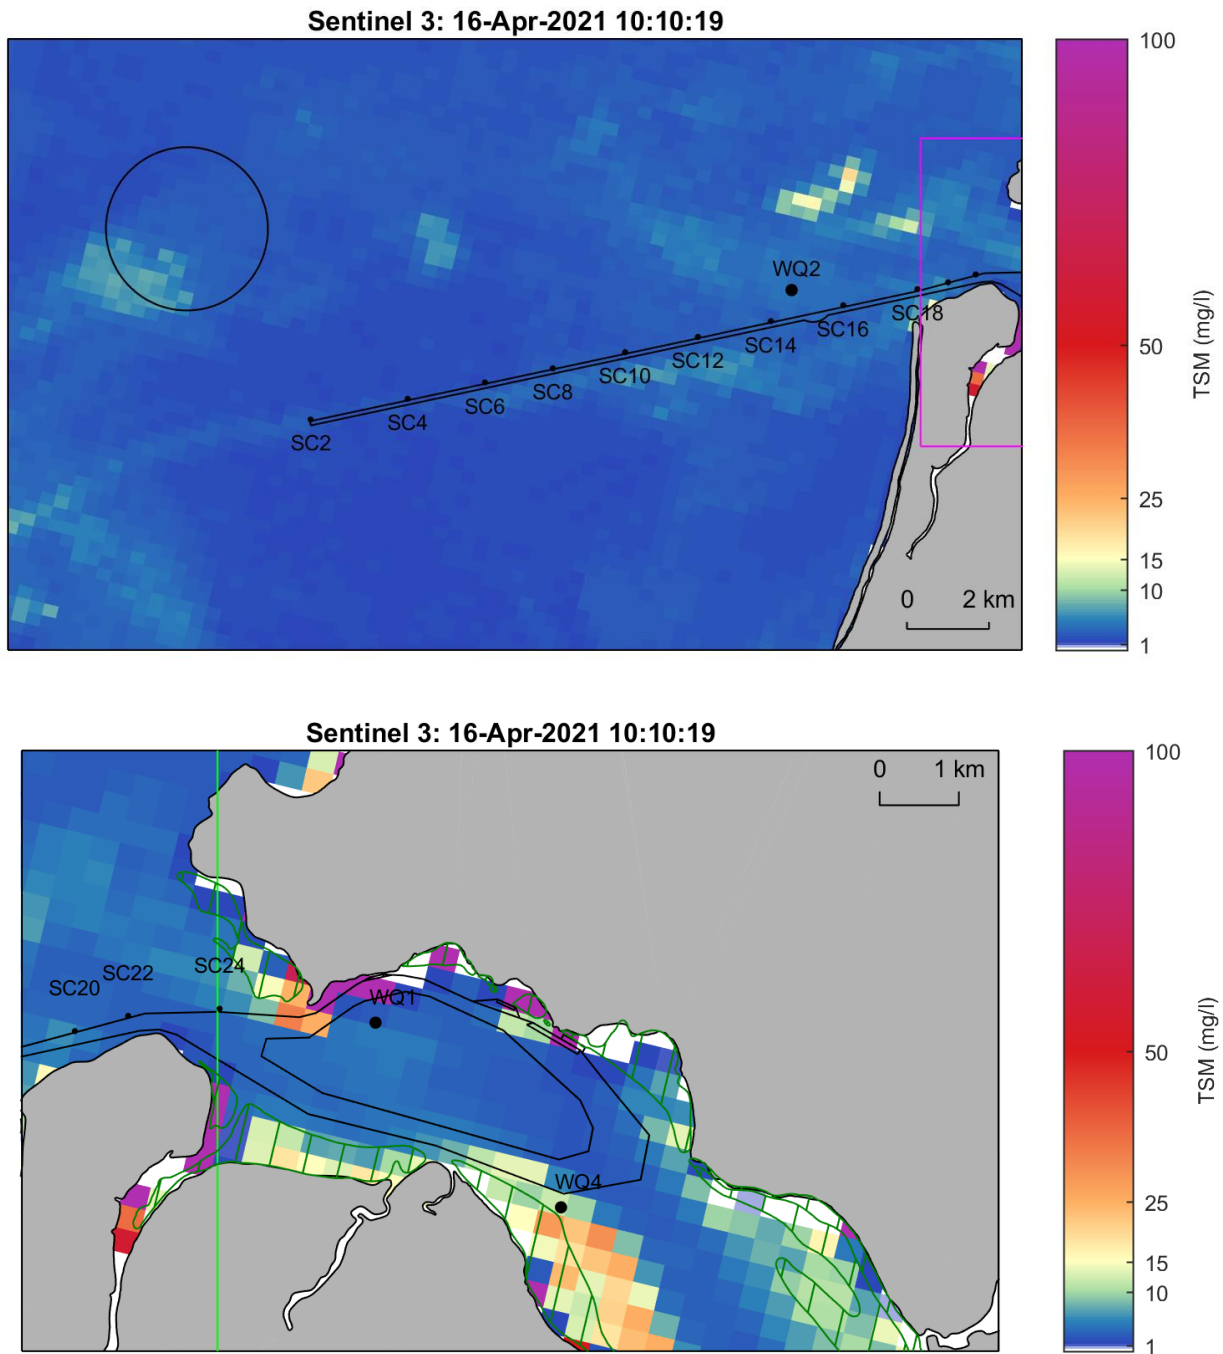 Sentinel 3: 16-Apr-2021 10:10:19
100
50
25
15
10
1
TSM (mg/l)
WQ2
SC18
SC16
SC14
SC12
SC10
SC8
SC6
SC4
SC2
0 2 km
Sentinel 3: 16-Apr-2021 10:10:19
100
50
25
15
10
1
TSM (mg/l)
0 1 km
SC24
SC22
SC20
WQ1
WQ4